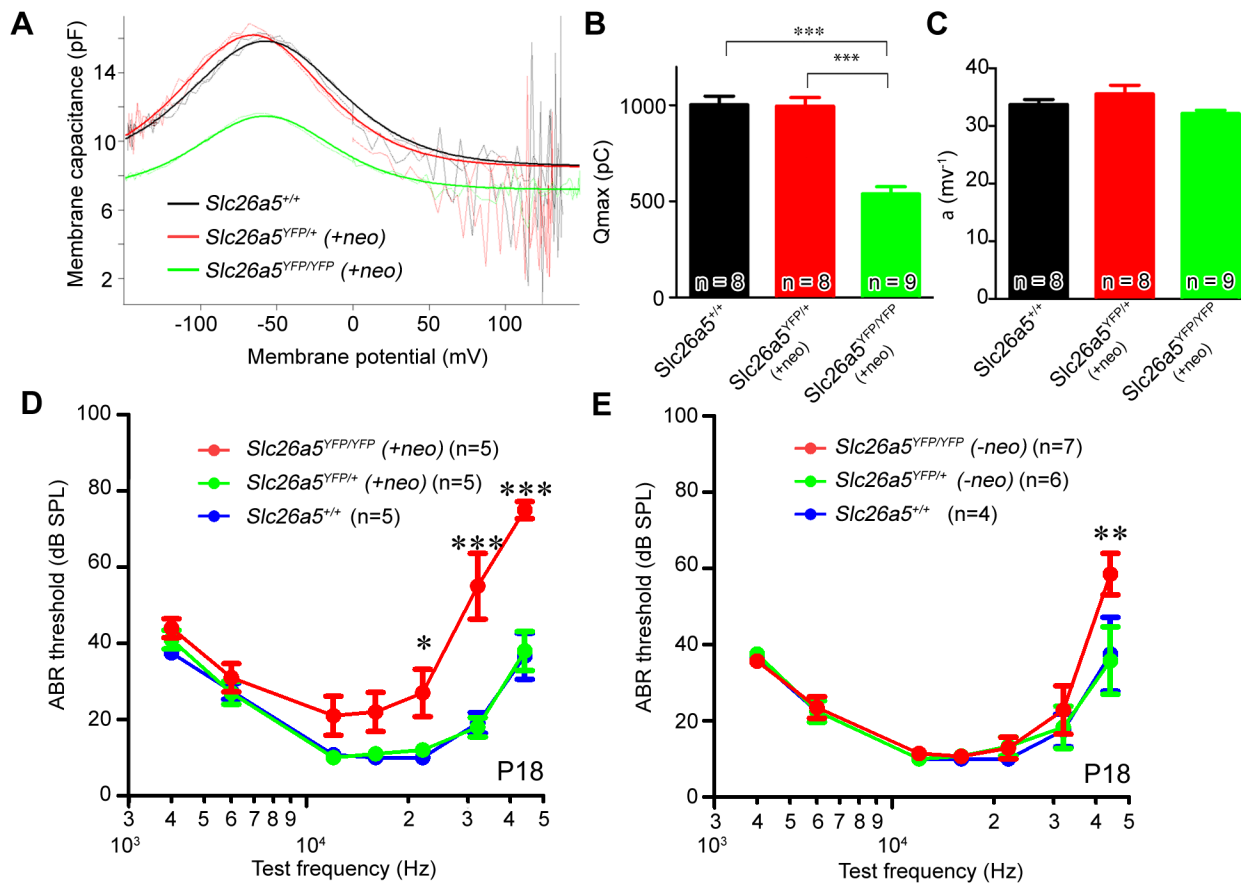 A
Membrane capacitance (pF)
14
10
6
2
Slc26a5+/+
Slc26a5YFP/+ (+neo)
Slc26a5YFP/YFP (+neo)
-100
-50
0
50
100
Membrane potential (mV)
B
***
***
Qmax (pC)
1000
500
0
n = 8
n = 8
n = 9
Slc26a5+/+
Slc26a5YFP/+
(+neo)
Slc26a5YFP/YFP
(+neo)
C
a (mv-1)
40
30
20
10
0
n = 8
n = 8
n = 9
Slc26a5+/+
Slc26a5YFP/+
(+neo)
Slc26a5YFP/YFP
(+neo)
D
ABR threshold (dB SPL)
100
80
60
40
20
0
Slc26a5YFP/YFP (+neo) (n=5)
Slc26a5YFP/+ (+neo) (n=5)
Slc26a5+/+ (n=5)
*
***
***
P18
3 4 5 6 7 8 9 2 3 4 5
103 104
Test frequency (Hz)
E
ABR threshold (dB SPL)
100
80
60
40
20
0
Slc26a5YFP/YFP (-neo) (n=7)
Slc26a5YFP/+ (-neo) (n=6)
Slc26a5+/+ (n=4)
**
P18
3 4 5 6 7 8 9 2 3 4 5
103 104
Test frequency (Hz)